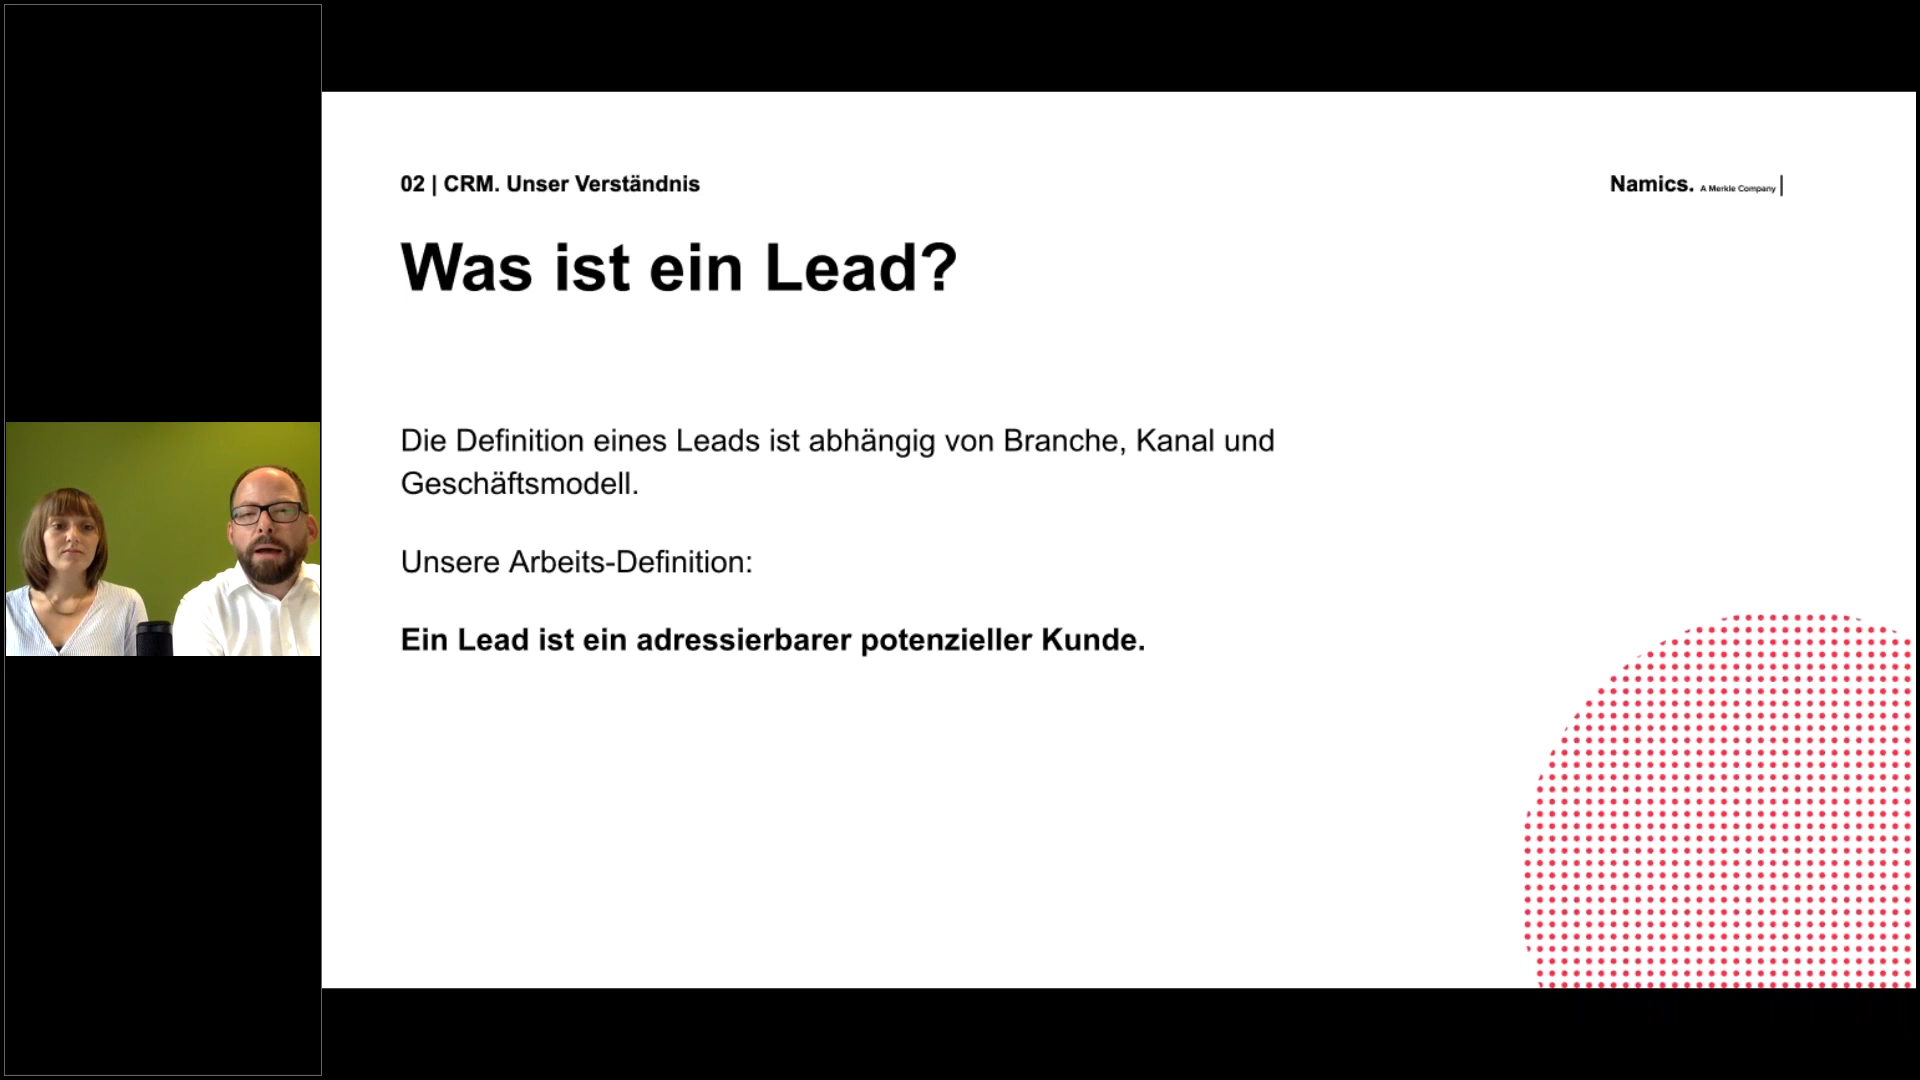 02 | CRM. Unser Verständnis
Namics. A Merkle Company |
Was ist ein Lead?
Die Definition eines Leads ist abhängig von Branche, Kanal und
Geschäftsmodell.
Unsere Arbeits-Definition:
Ein Lead ist ein adressierbarer potenzieller Kunde.